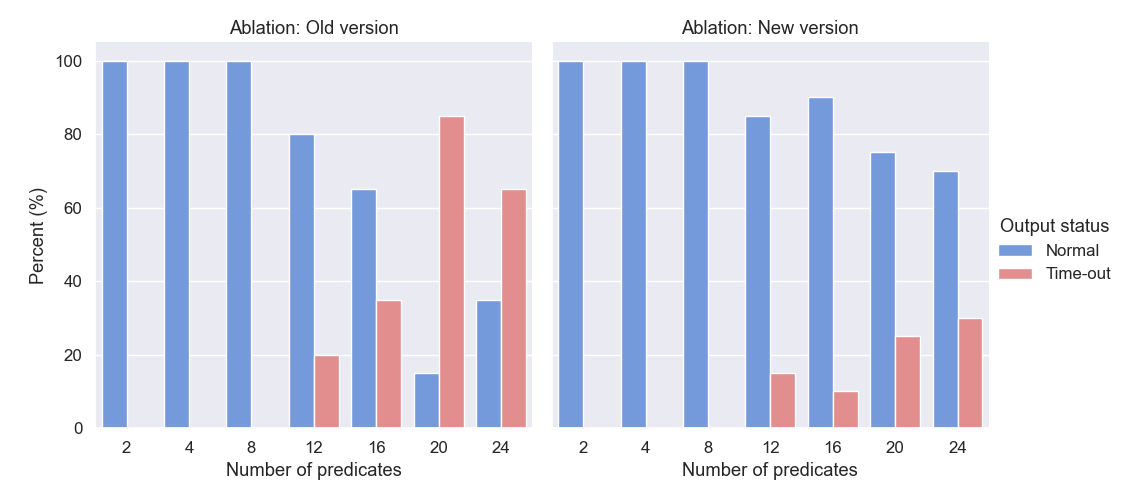 Ablation: Old version
Ablation: New version
Percent (%)
100
80
60
40
20
0
2 4 8 12 16 20 24
2 4 8 12 16 20 24
Number of predicates
Number of predicates
Output status
Normal
Time-out